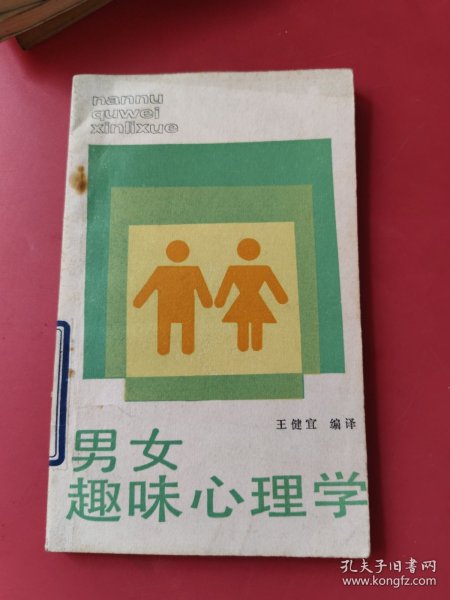 nannu
quwei
xinlixue
王健宜 编译
男女
趣味心理学
孔夫子旧书网
www.kongfz.com